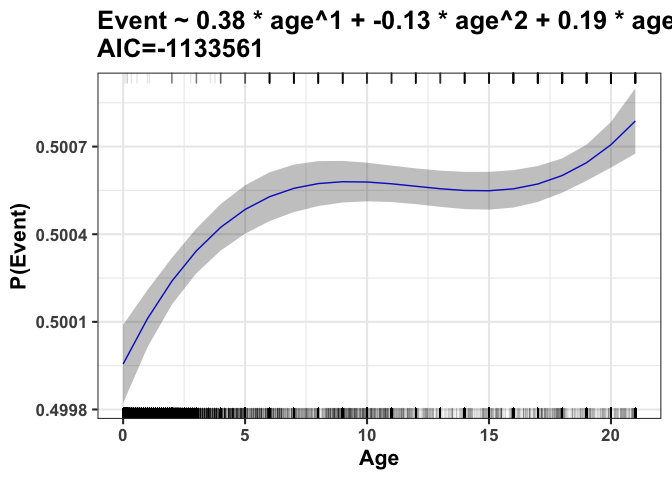 Event ~ 0.38 * age^1 + -0.13 * age^2 + 0.19 * age
AIC=-1133561
0.5007
0.5004
0.5001
0.4998
P(Event)
0 5 10 15 20
Age